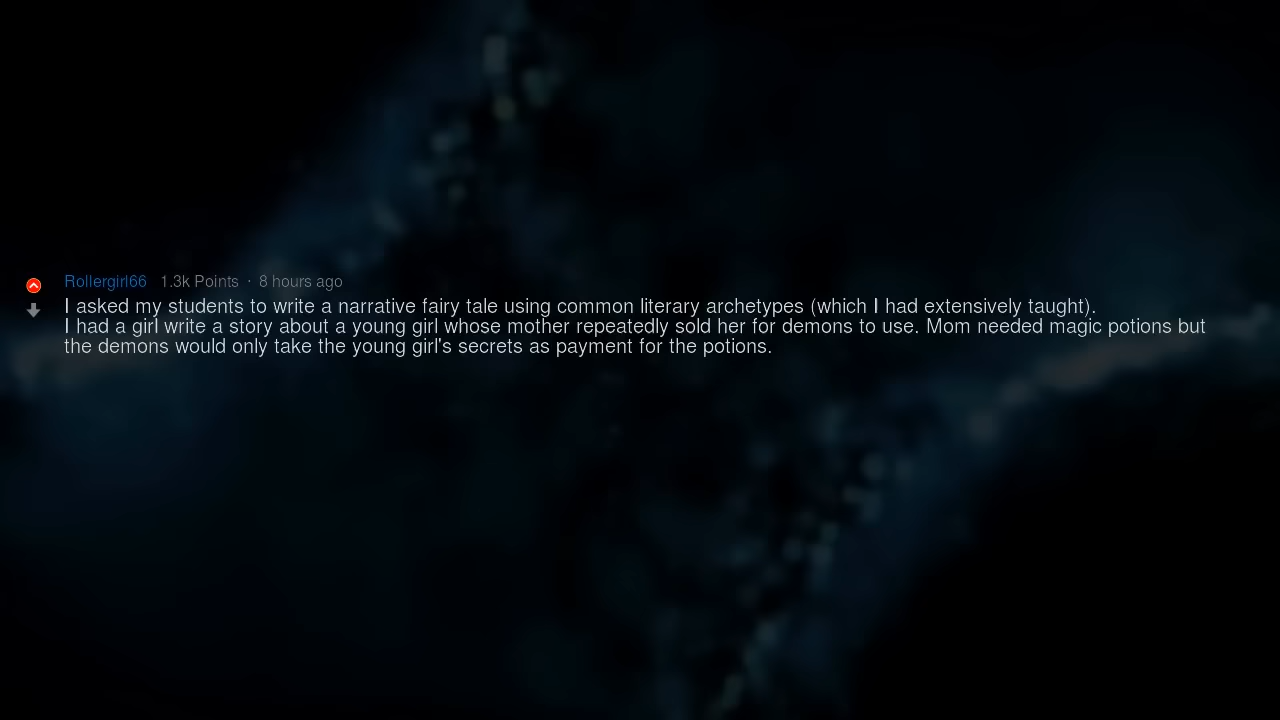 Rollergirl66 1.3k Points · 8 hours ago
I asked my students to write a narrative fairy tale using common literary archetypes (which I had extensively taught).
I had a girl write a story about a young girl whose mother repeatedly sold her for demons to use. Mom needed magic potions but
the demons would only take the young girl's secrets as payment for the potions.